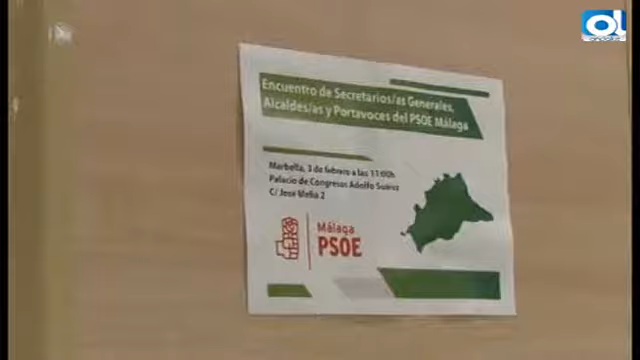 Encuentro de Secretarios/as Generales,
Alcaldes/as y Portavoces del PSOE Málaga
Marbella, 3 de febrero a las 11:00h
Palacio de Congresos Adolfo Suárez
C/ José Meliá 2
Málaga
PSOE